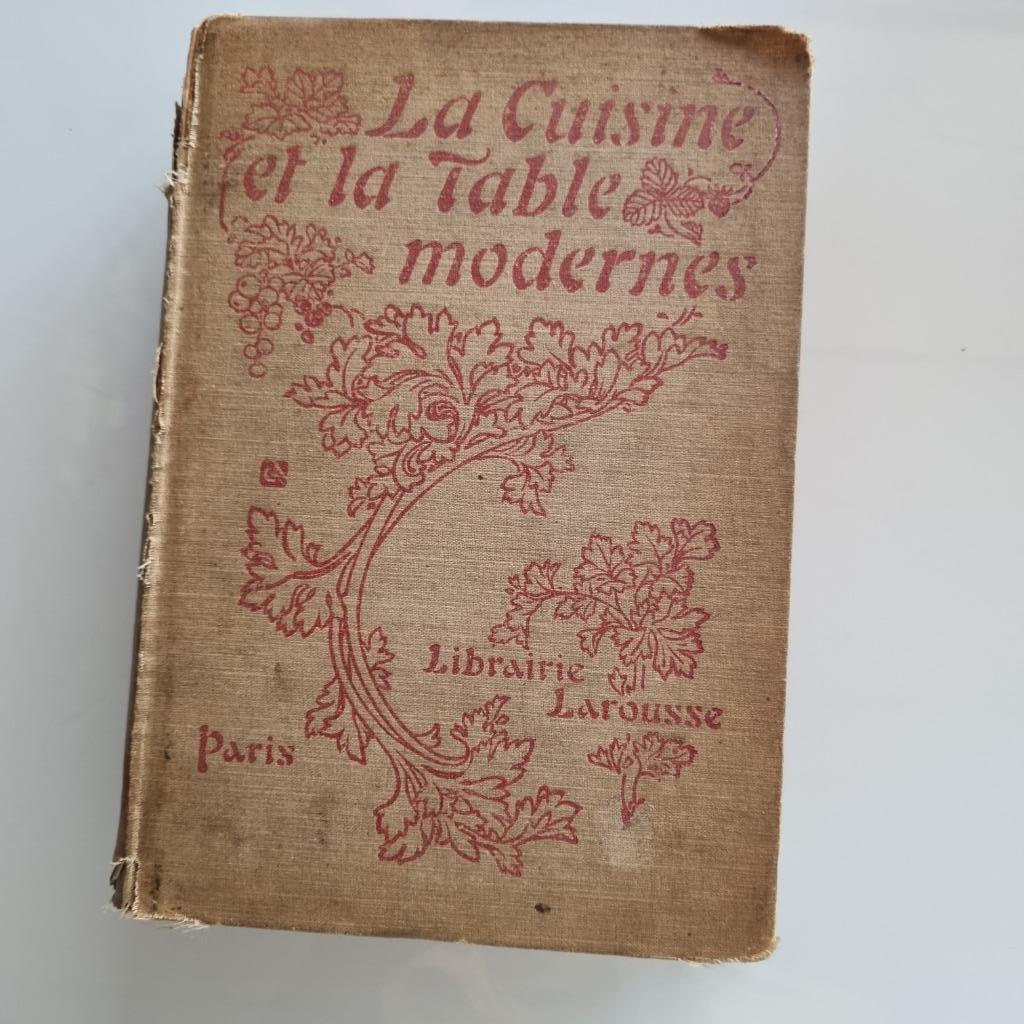 La Cuisine
et la Table
modernes
Librairie
Larousse
Paris